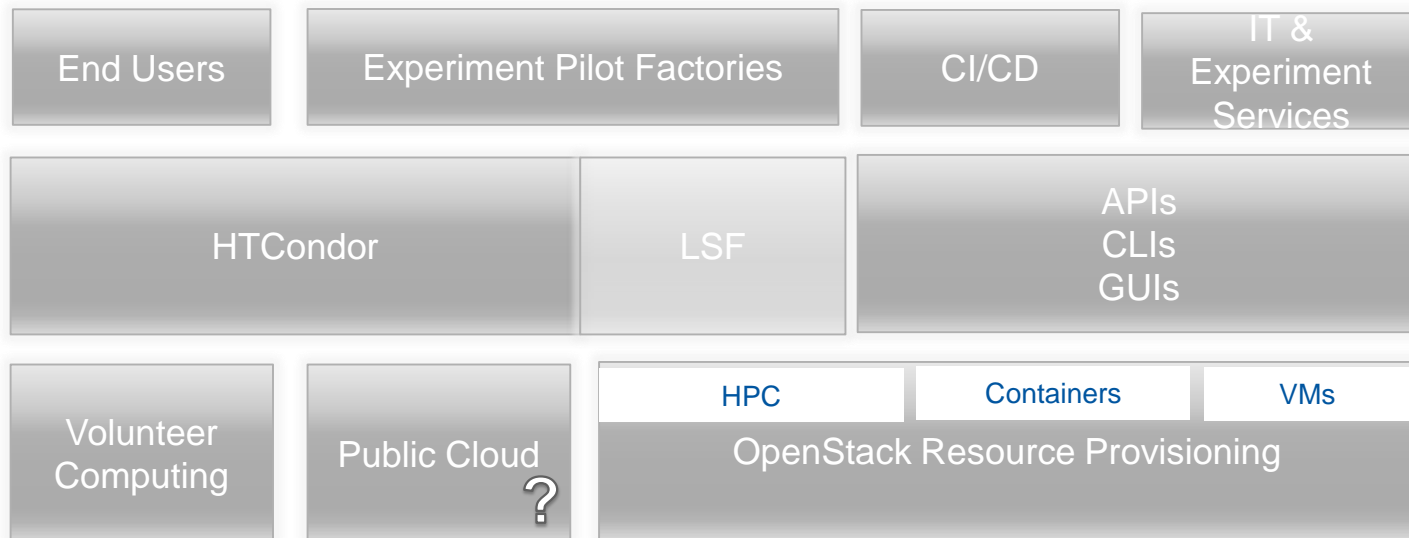 End Users
Experiment Pilot Factories
CI/CD
IT &
Experiment
Services
HTCondor
LSF
APIs
CLIs
GUIs
Volunteer
Computing
Public Cloud
?
HPC
Containers
VMs
OpenStack Resource Provisioning